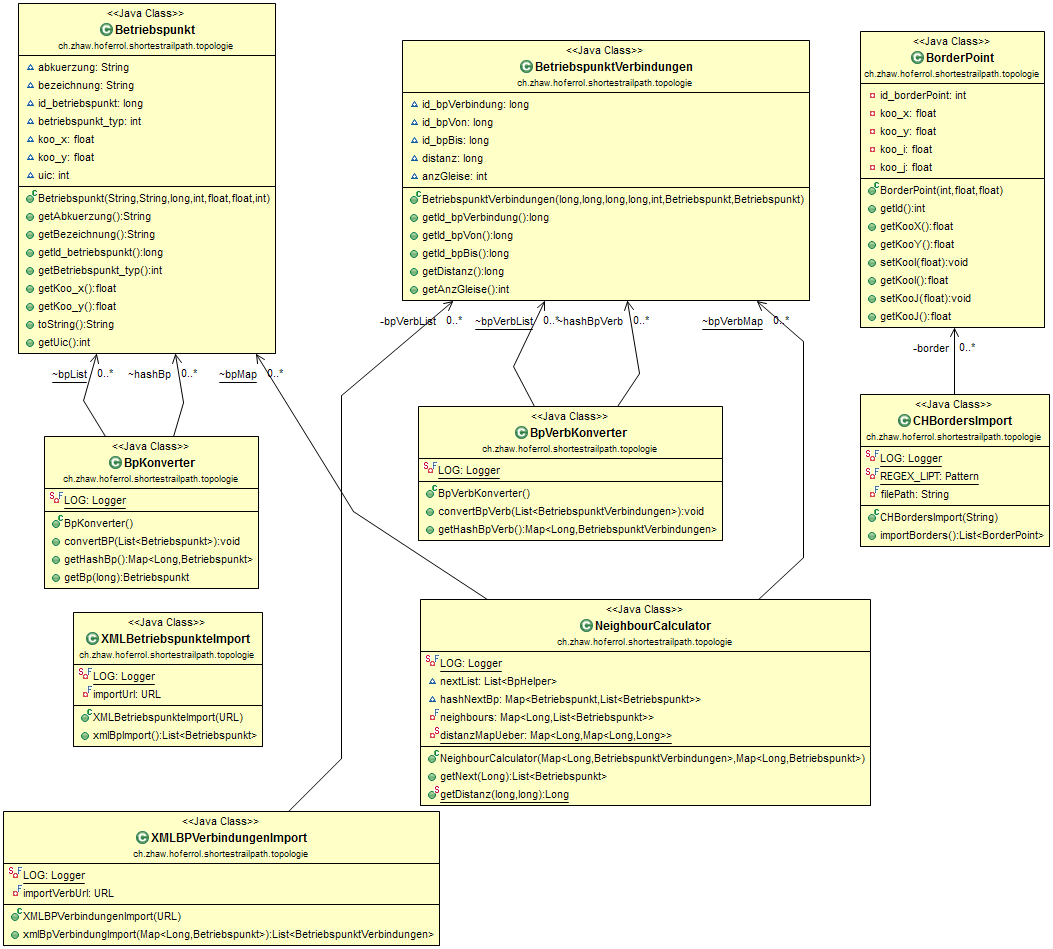 <<Java Class>>
Betriebspunkt
ch.zhaw.hoferrol.shortestrailpath.topologie
abkuerzung: String
bezeichnung: String
id_betriebspunkt: long
betriebspunkt_typ: int
koo_x: float
koo_y: float
uic: int
Betriebspunkt(String,String,long,int,float,float,int)
getAbkuerzung():String
getBezeichnung():String
getId_betriebspunkt():long
getBetriebspunkt_typ():int
getKoo_x():float
getKoo_y():float
toString():String
getUic():int
<<Java Class>>
BetriebspunktVerbindungen
ch.zhaw.hoferrol.shortestrailpath.topologie
id_bpVerbindung: long
id_bpVon: long
id_bpBis: long
distanz: long
anzGleise: int
BetriebspunktVerbindungen(long,long,long,long,int,Betriebspunkt,Betriebspunkt)
getId_bpVerbindung():long
getId_bpVon():long
getId_bpBis():long
getDistanz():long
getAnzGleise():int
<<Java Class>>
BorderPoint
ch.zhaw.hoferrol.shortestrailpath.topologie
id_borderPoint: int
koo_x: float
koo_y: float
koo_i: float
koo_j: float
BorderPoint(int,float,float)
getId():int
getKooX():float
getKooY():float
setKooI(float):void
getKooI():float
setKooJ(float):void
getKooJ():float
~bpList 0..*
~hashBp 0..*
~bpMap 0..*
-bpVerbList 0..*
~bpVerbList 0..*
~hashBpVerb 0..*
~bpVerbMap 0..*
-border 0..*
<<Java Class>>
BpKonverter
ch.zhaw.hoferrol.shortestrailpath.topologie
LOG: Logger
BpKonverter()
convertBP(List<Betriebspunkt>):void
getHashBp():Map<Long,Betriebspunkt>
getBp(long):Betriebspunkt
<<Java Class>>
BpVerbKonverter
ch.zhaw.hoferrol.shortestrailpath.topologie
LOG: Logger
BpVerbKonverter()
convertBpVerb(List<BetriebspunktVerbindungen>):void
getHashBpVerb():Map<Long,BetriebspunktVerbindungen>
<<Java Class>>
CHBordersImport
ch.zhaw.hoferrol.shortestrailpath.topologie
LOG: Logger
REGEX_LIPT: Pattern
filePath: String
CHBordersImport(String)
importBorders():List<BorderPoint>
<<Java Class>>
XMLBetriebspunkteImport
ch.zhaw.hoferrol.shortestrailpath.topologie
LOG: Logger
importUrl: URL
XMLBetriebspunkteImport(URL)
xmlBpImport():List<Betriebspunkt>
<<Java Class>>
NeighbourCalculator
ch.zhaw.hoferrol.shortestrailpath.topologie
LOG: Logger
nextList: List<BpHelper>
hashNextBp: Map<Betriebspunkt,List<Betriebspunkt>>
neighbours: Map<Long,List<Betriebspunkt>>
distanzMapUeber: Map<Long,Map<Long,Long>>
NeighbourCalculator(Map<Long,BetriebspunktVerbindungen>,Map<Long,Betriebspunkt>)
getNext(Long):List<Betriebspunkt>
getDistanz(long,long):Long
<<Java Class>>
XMLBPVerbindungenImport
ch.zhaw.hoferrol.shortestrailpath.topologie
LOG: Logger
importVerbUrl: URL
XMLBPVerbindungenImport(URL)
xmlBpVerbindungImport(Map<Long,Betriebspunkt>):List<BetriebspunktVerbindungen>